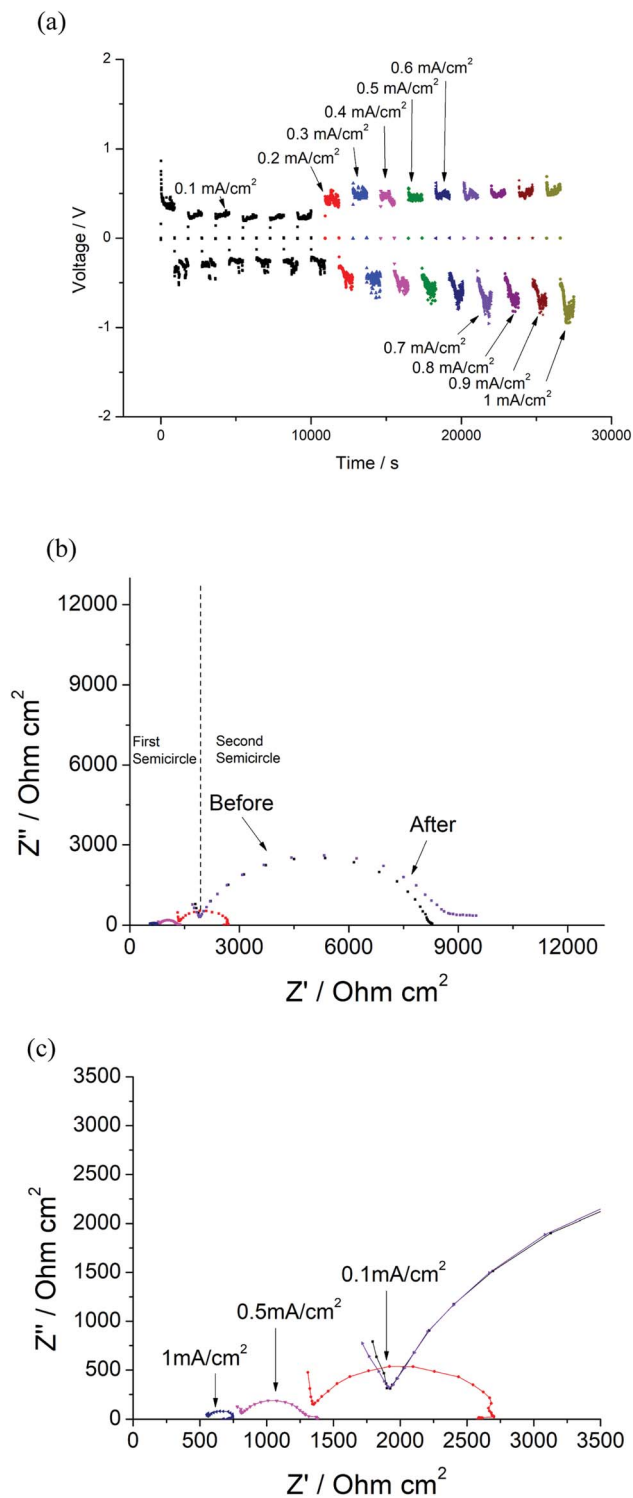 (a)
2
0.6 mA/cm²
0.5 mA/cm²
0.4 mA/cm²
0.3 mA/cm²
1
0.2 mA/cm²
0.1 mA/cm²
Voltage / V
0
-1
0.7 mA/cm²
0.8 mA/cm²
0.9 mA/cm²
1 mA/cm²
-2
0 10000 20000 30000
Time / s
(b)
12000
9000
Z'' / Ohm cm²
6000
First
Semicircle
Second
Semicircle
Before
After
3000
0
0 3000 6000 9000 12000
Z' / Ohm cm²
(c)
3500
3000
2500
Z'' / Ohm cm²
2000
1500
0.1mA/cm²
1000
0.5mA/cm²
500
1mA/cm²
0
0 500 1000 1500 2000 2500 3000 3500
Z' / Ohm cm²